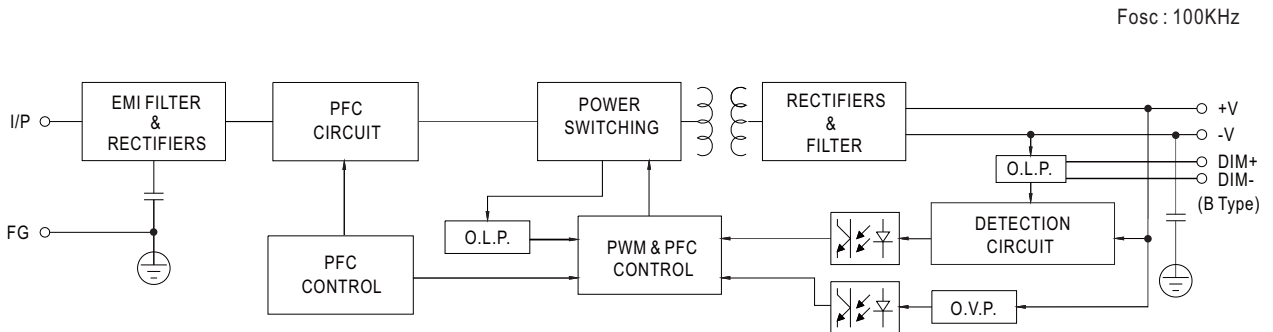 Fosc : 100KHz
I/P
EMI FILTER
&
RECTIFIERS
PFC
CIRCUIT
POWER
SWITCHING
RECTIFIERS
&
FILTER
+V
-V
O.L.P.
DIM+
DIM-
(B Type)
FG
PFC
CONTROL
O.L.P.
PWM & PFC
CONTROL
DETECTION
CIRCUIT
O.V.P.